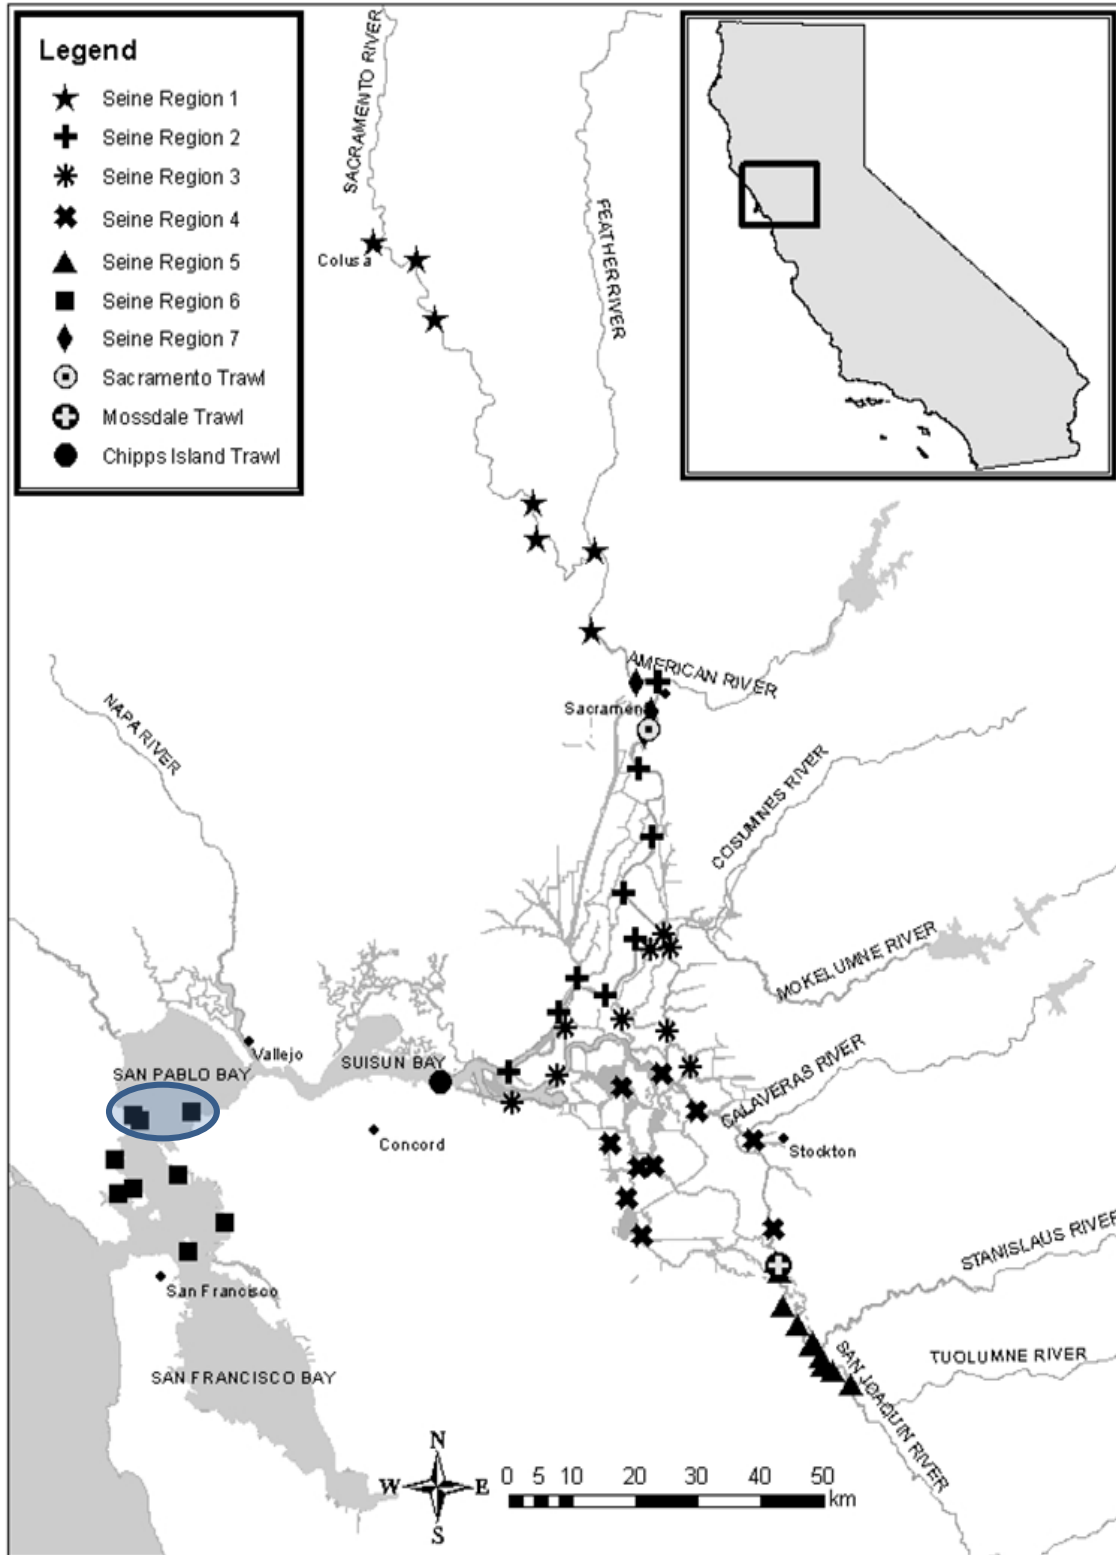 Legend
Seine Region 1
Seine Region 2
Seine Region 3
Seine Region 4
Seine Region 5
Seine Region 6
Seine Region 7
Sacramento Trawl
Mossdale Trawl
Chipps Island Trawl
SACRAMENTO RIVER
FEATHER RIVER
Colusa
AMERICAN RIVER
Sacramen
NAPA RIVER
COSUMNES RIVER
MOKELUMNE RIVER
Vallejo
SUISUN BAY
SAN PABLO BAY
CALAVERAS RIVER
Concord
Stockton
STANISLAUS RIVER
San Francisco
TUOLUMNE RIVER
SAN JOAQUIN RIVER
SAN FRANCISCO BAY
N
W E
S
0 5 10 20 30 40 50
km